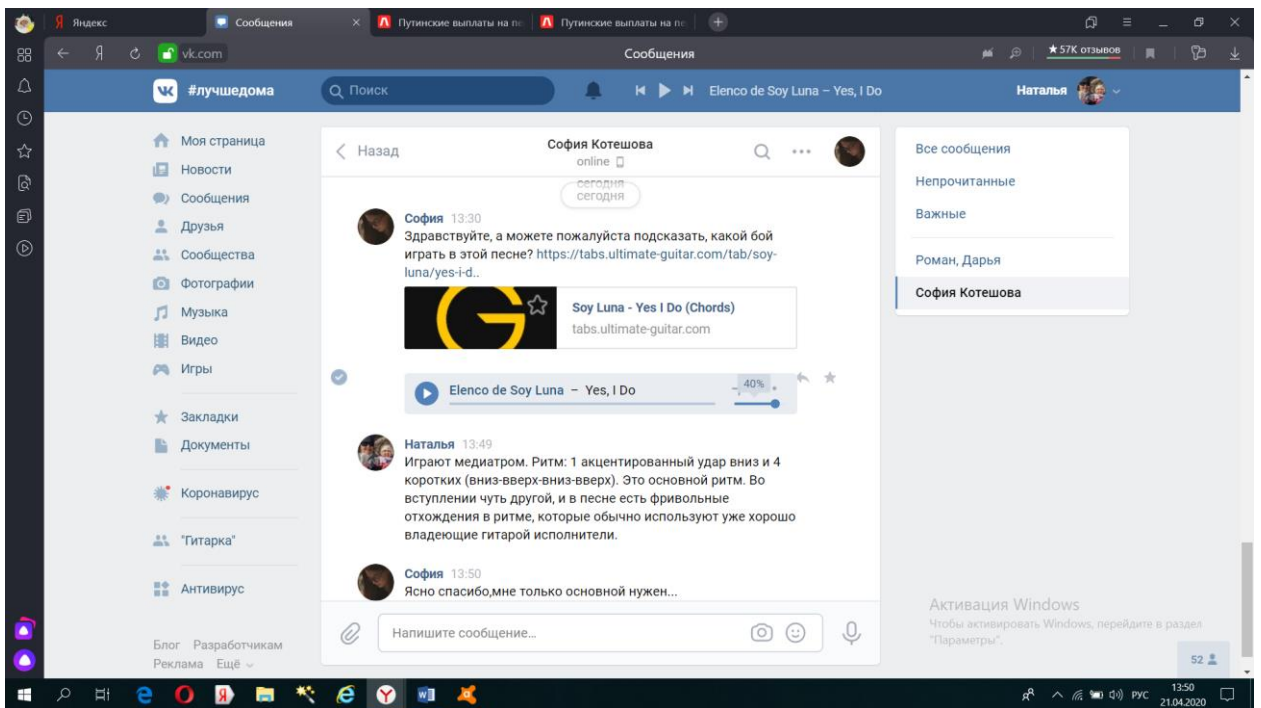 Яндекс
Сообщения
Путинские выплаты на пе
Путинские выплаты на пе
vk.com
Сообщения
★ 57К отзывов
#лучшедома
Поиск
Elenco de Soy Luna – Yes, I Do
Наталья
Моя страница
Новости
Сообщения
Друзья
Сообщества
Фотографии
Музыка
Видео
Игры
Закладки
Документы
Коронавирус
"Гитарка"
Антивирус
Блог Разработчикам
Реклама Ещё
Назад
София Котешова
online
сегодня
сегодня
София 13:30
Здравствуйте, а можете пожалуйста подсказать, какой бой
играть в этой песне? https://tabs.ultimate-guitar.com/tab/soy-
luna/yes-i-d..
Soy Luna - Yes I Do (Chords)
tabs.ultimate-guitar.com
Elenco de Soy Luna – Yes, I Do
40%
Наталья 13:49
Играют медиатром. Ритм: 1 акцентированный удар вниз и 4
коротких (вниз-вверх-вниз-вверх). Это основной ритм. Во
вступлении чуть другой, и в песне есть фривольные
отхождения в ритме, которые обычно используют уже хорошо
владеющие гитарой исполнители.
София 13:50
Ясно спасибо,мне только основной нужен...
Напишите сообщение...
Все сообщения
Непрочитанные
Важные
Роман, Дарья
София Котешова
Активация Windows
Чтобы активировать Windows, перейдите в раздел
"Параметры".
52
РУС
13:50
21.04.2020